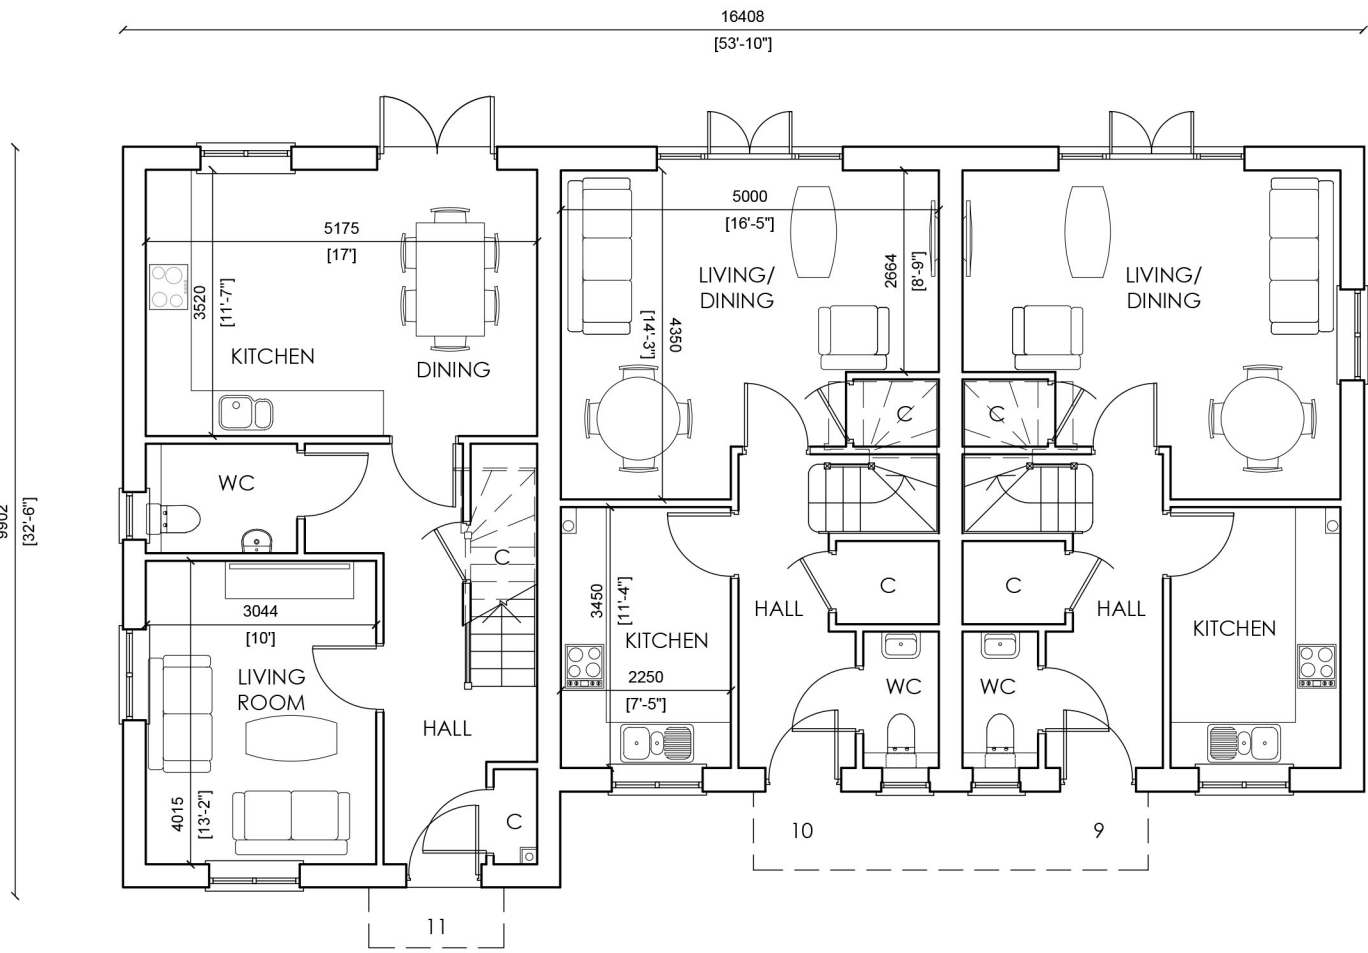 16408
[53'-10"]
5175
[17']
3520
[11'-7"]
KITCHEN
DINING
5000
[16'-5"]
2664
[8'-9"]
LIVING/
DINING
4350
[14'-3"]
LIVING/
DINING
C
C
9902
[32'-6"]
WC
C
3044
[10']
LIVING
ROOM
HALL
4015
[13'-2"]
C
3450
[11'-4"]
KITCHEN
2250
[7'-5"]
HALL
C
C
HALL
KITCHEN
WC
WC
10
9
11